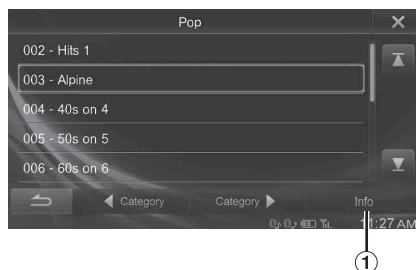 Pop
002 - Hits 1
003 - Alpine
004 - 40s on 4
005 - 50s on 5
006 - 60s on 6
Category
Category
Info
11:27 AM
1